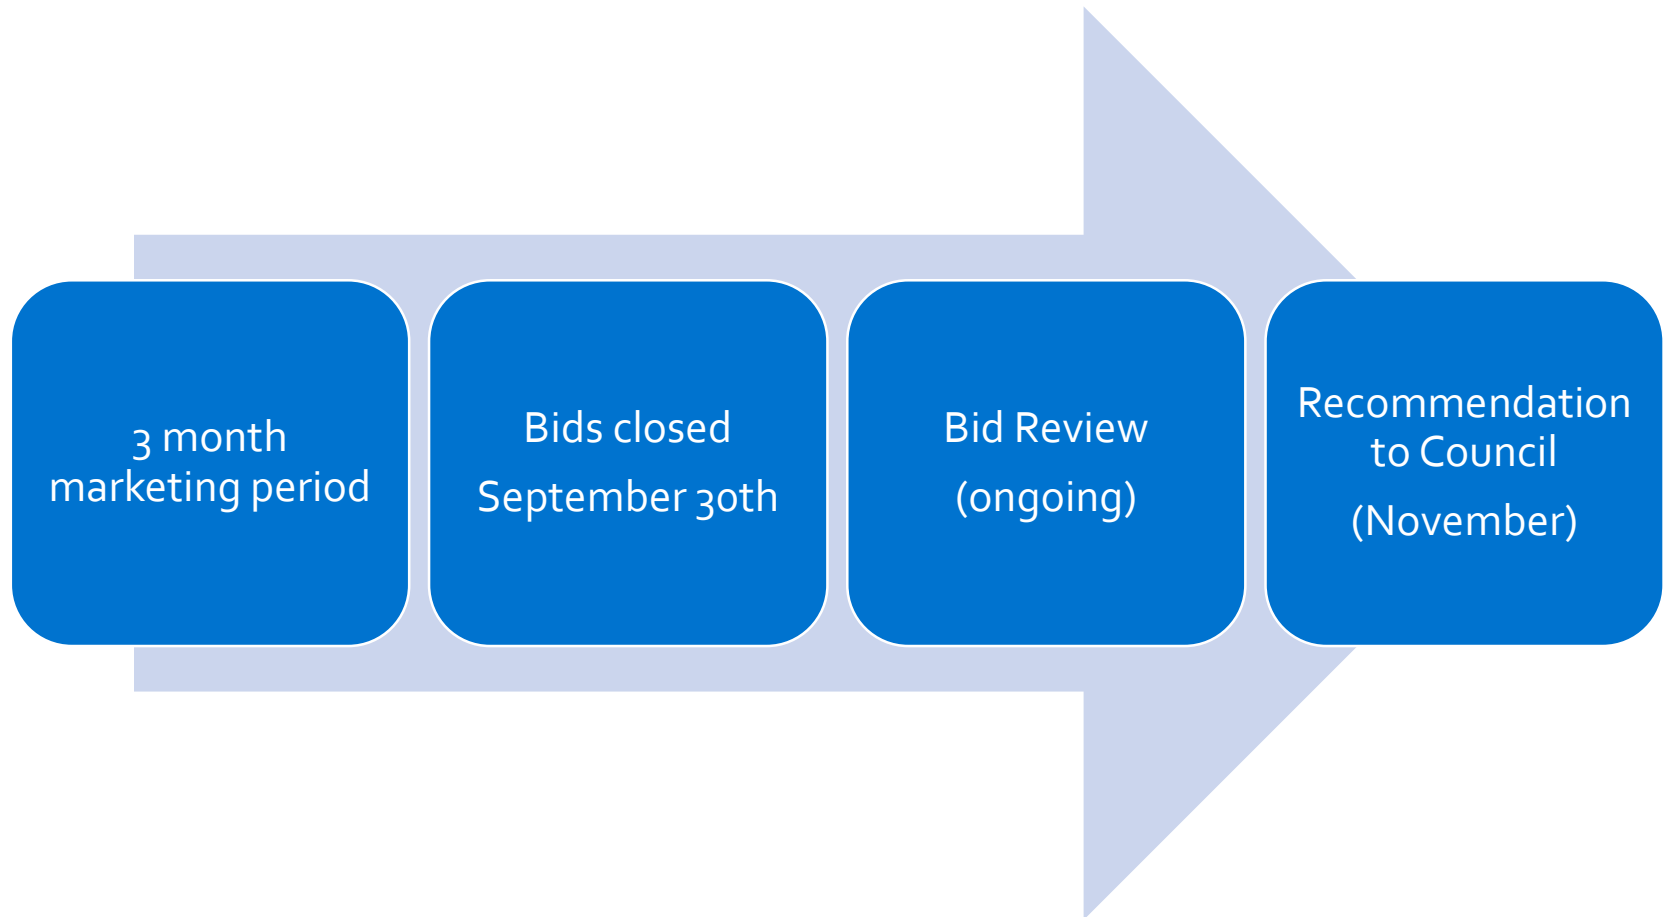 3 month
marketing period
Bids closed
September 30th
Bid Review
(ongoing)
Recommendation
to Council
(November)